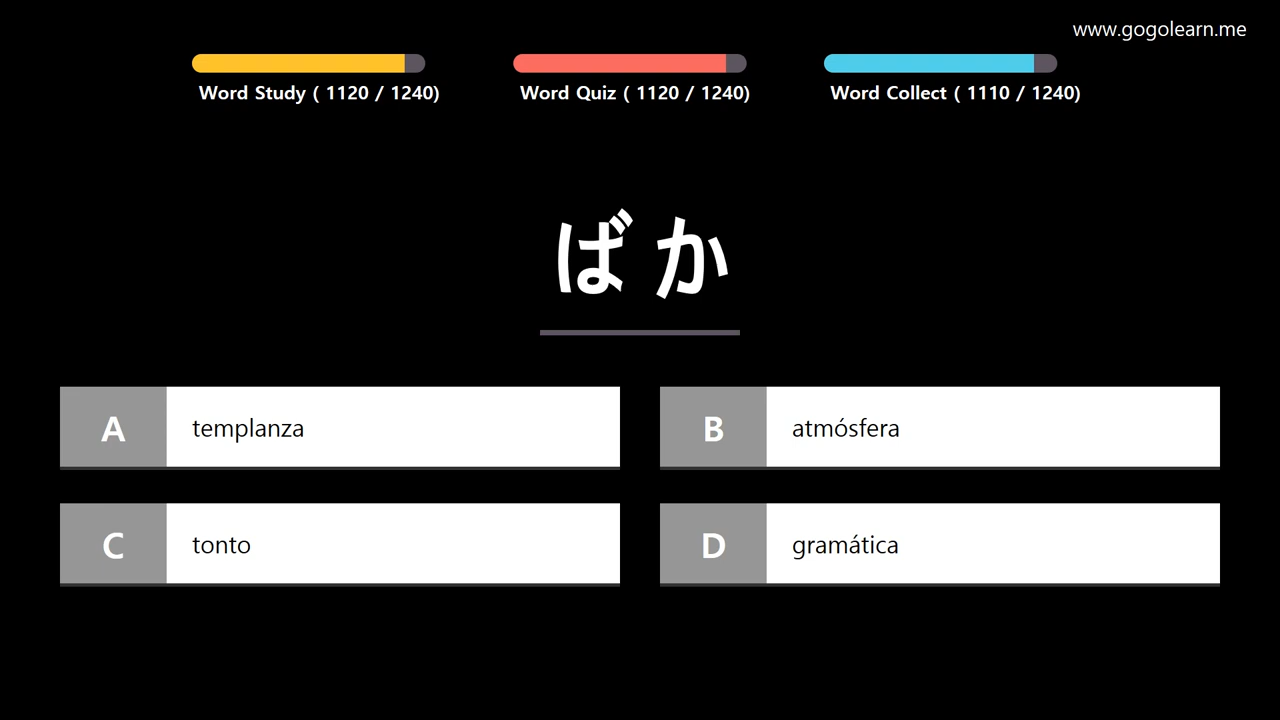 www.gogolearn.me
Word Study ( 1120 / 1240)
Word Quiz ( 1120 / 1240)
Word Collect ( 1110 / 1240)
ばか
A templanza
B atmósfera
C tonto
D gramática